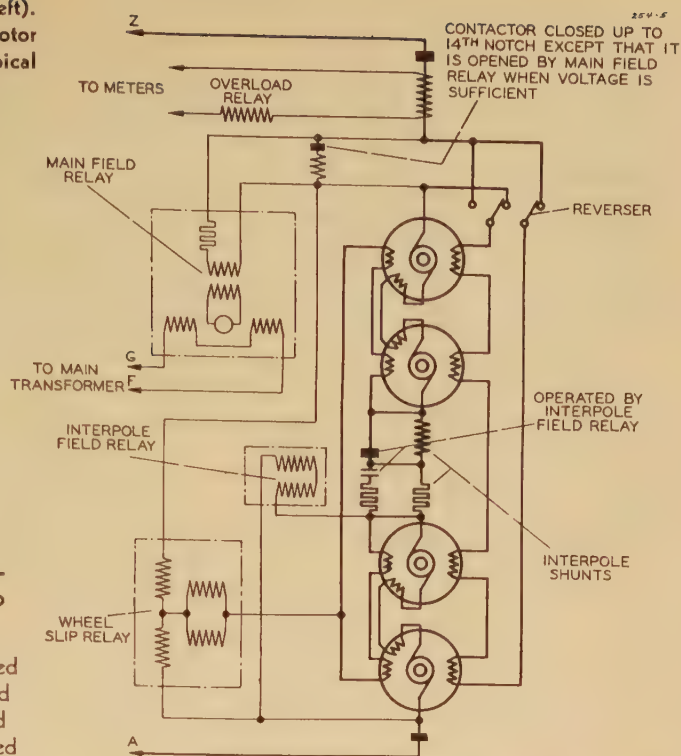 eft).
otor
pical
254-5
Z
CONTACTOR CLOSED UP TO
14TH NOTCH EXCEPT THAT IT
IS OPENED BY MAIN FIELD
RELAY WHEN VOLTAGE IS
SUFFICIENT
TO METERS
OVERLOAD
RELAY
MAIN FIELD
RELAY
REVERSER
G
TO MAIN
TRANSFORMER F
OPERATED BY
INTERPOLE
FIELD RELAY
INTERPOLE
FIELD RELAY
INTERPOLE
SHUNTS
WHEEL
SLIP RELAY
ed
d
d
ed
A